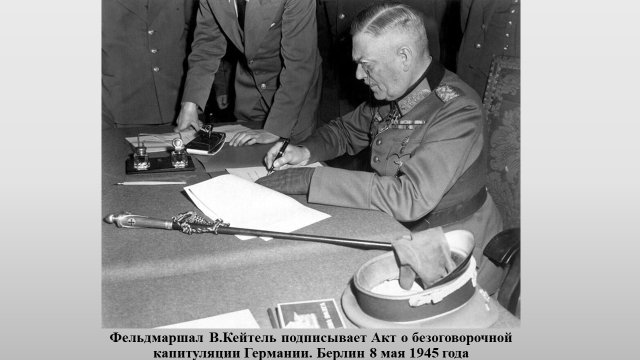 Фельдмаршал В.Кейтель подписывает Акт о безоговорочной
капитуляции Германии. Берлин 8 мая 1945 года